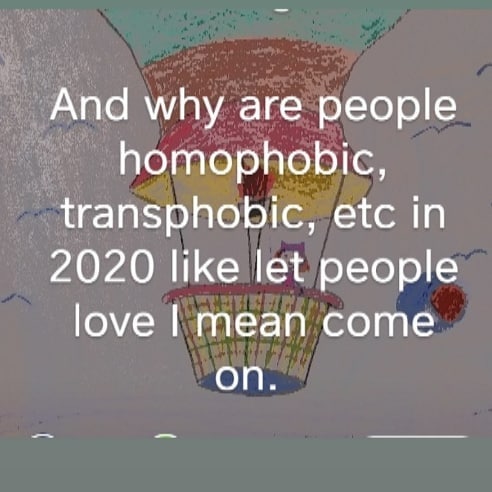 And why are people
homophobic,
transphobic, etc in
2020 like let people
love I mean come
on.